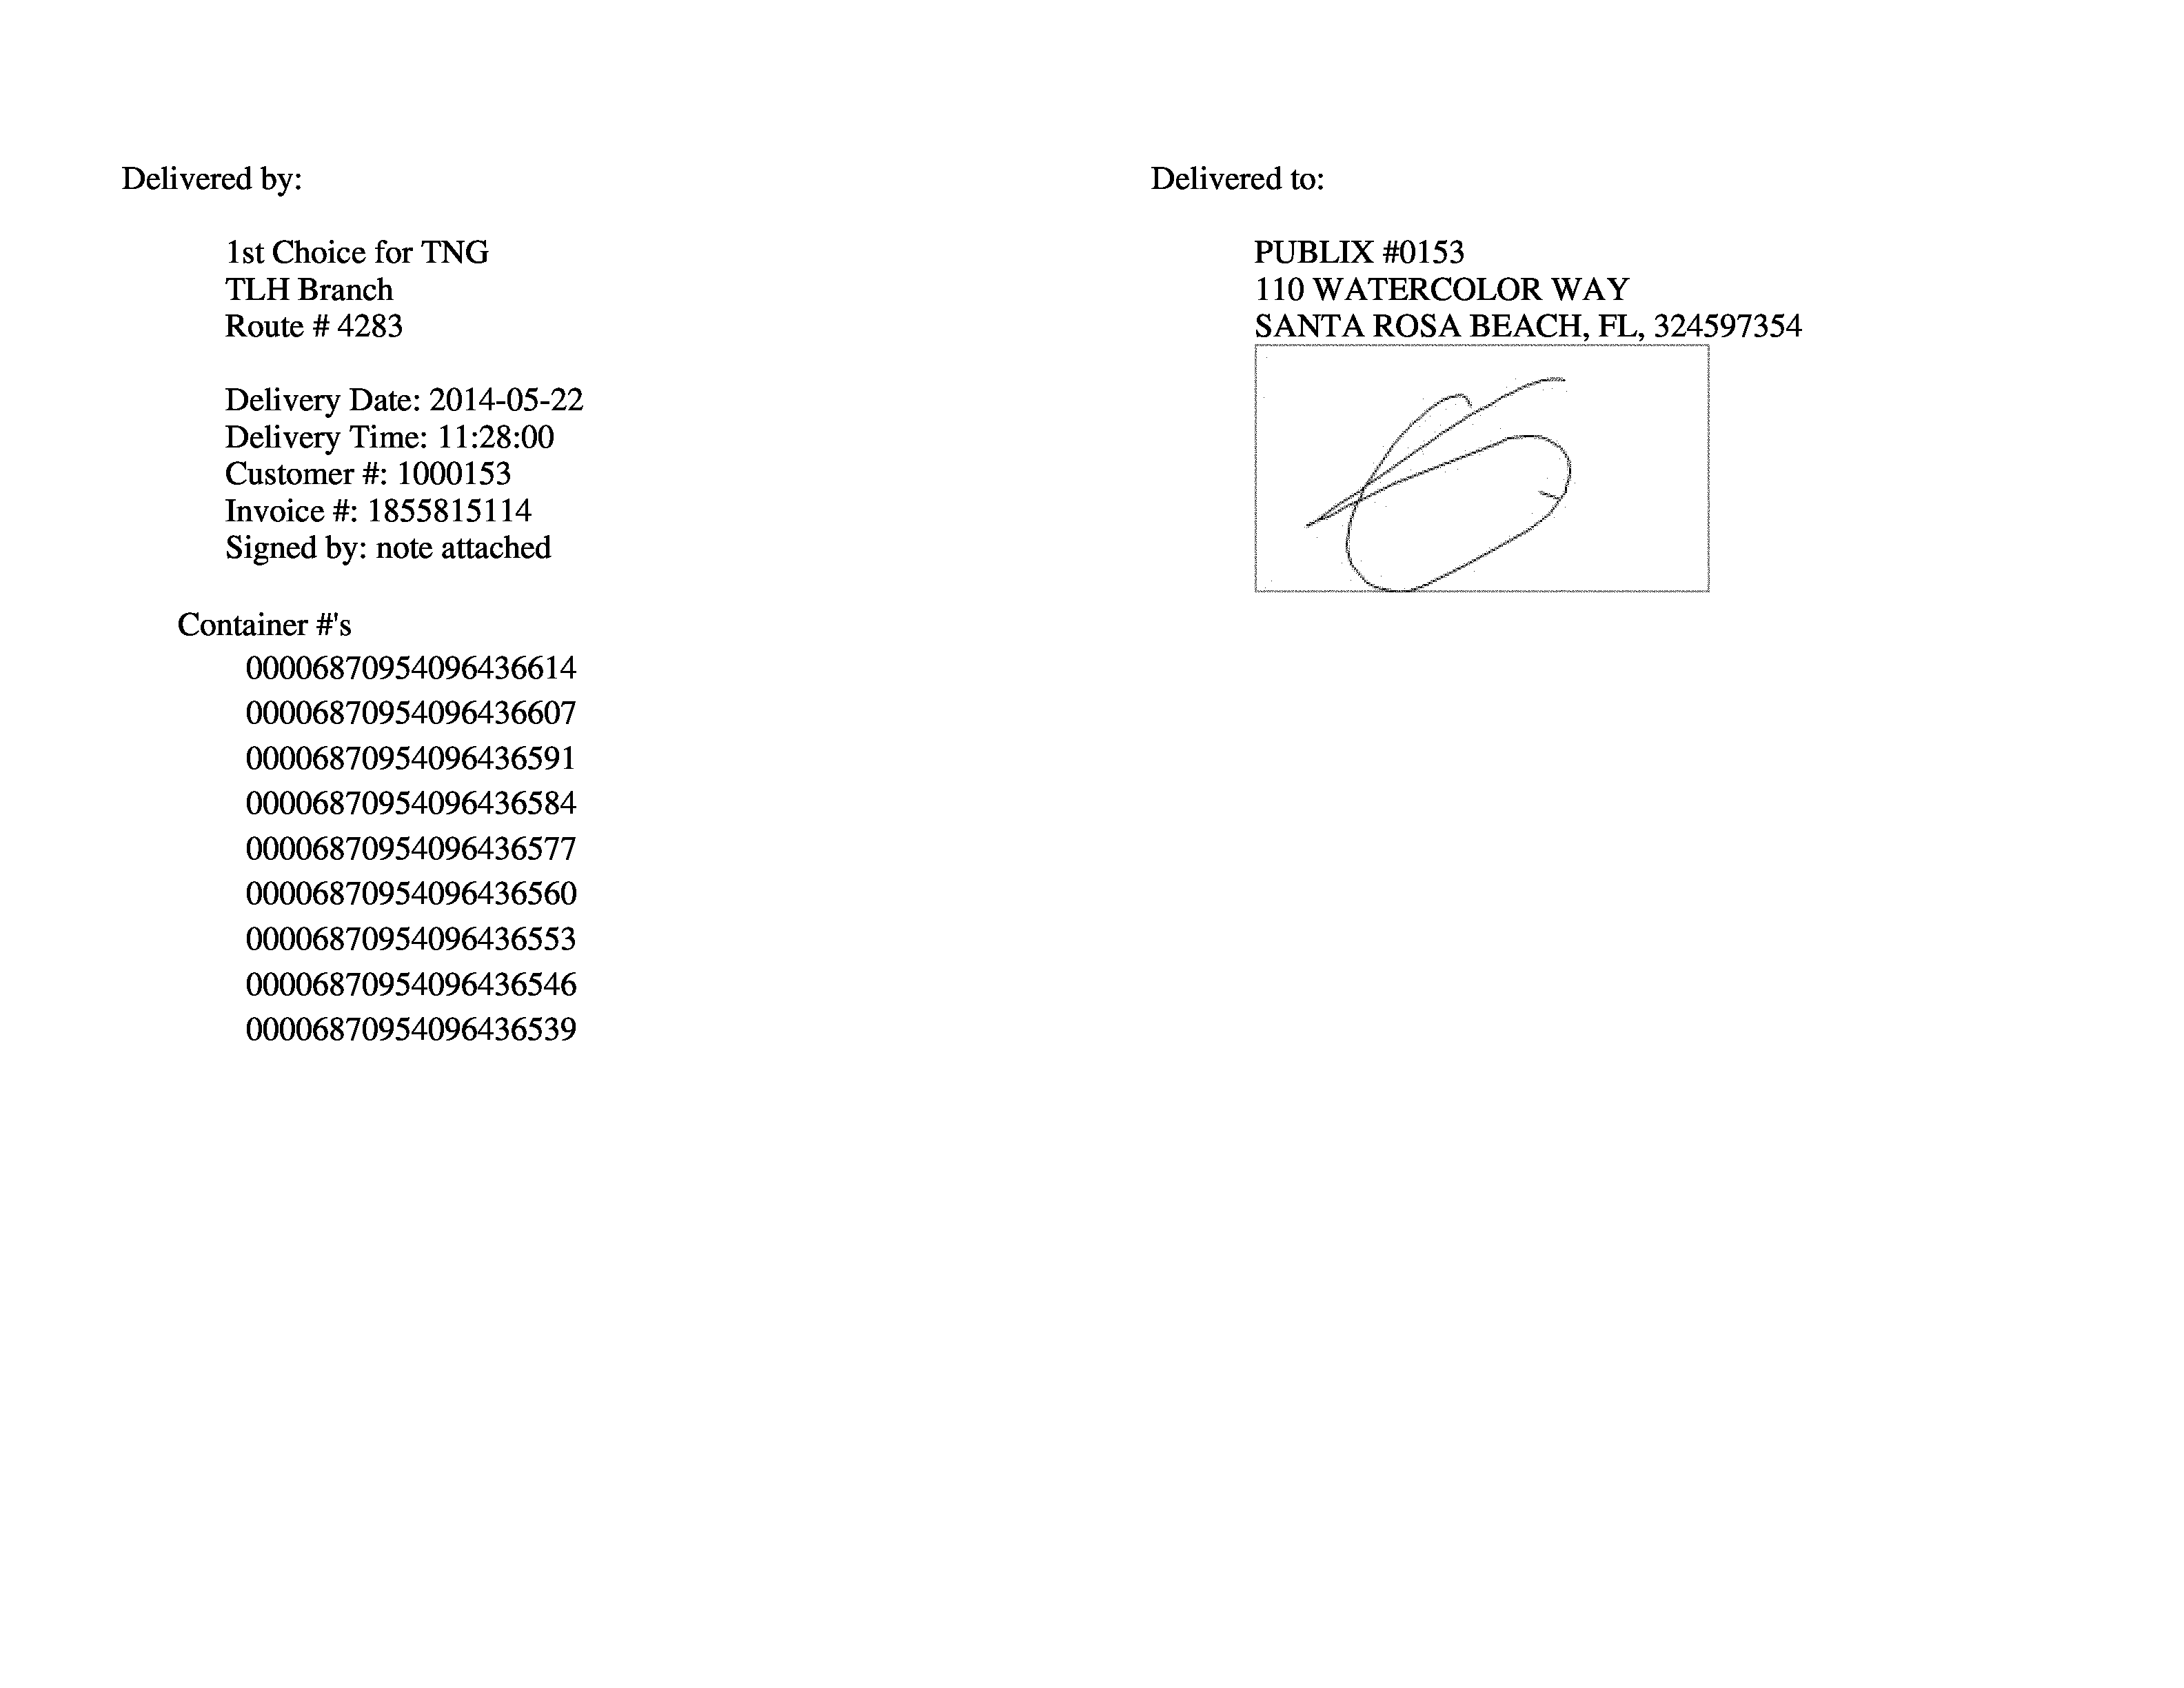 Delivered by:
1st Choice for TNG
TLH Branch
Route # 4283
Delivery Date: 2014-05-22
Delivery Time: 11:28:00
Customer #: 1000153
Invoice #: 1855815114
Signed by: note attached
Container #'s
00006870954096436614
00006870954096436607
00006870954096436591
00006870954096436584
00006870954096436577
00006870954096436560
00006870954096436553
00006870954096436546
00006870954096436539
Delivered to:
PUBLIX #0153
110 WATERCOLOR WAY
SANTA ROSA BEACH, FL, 324597354